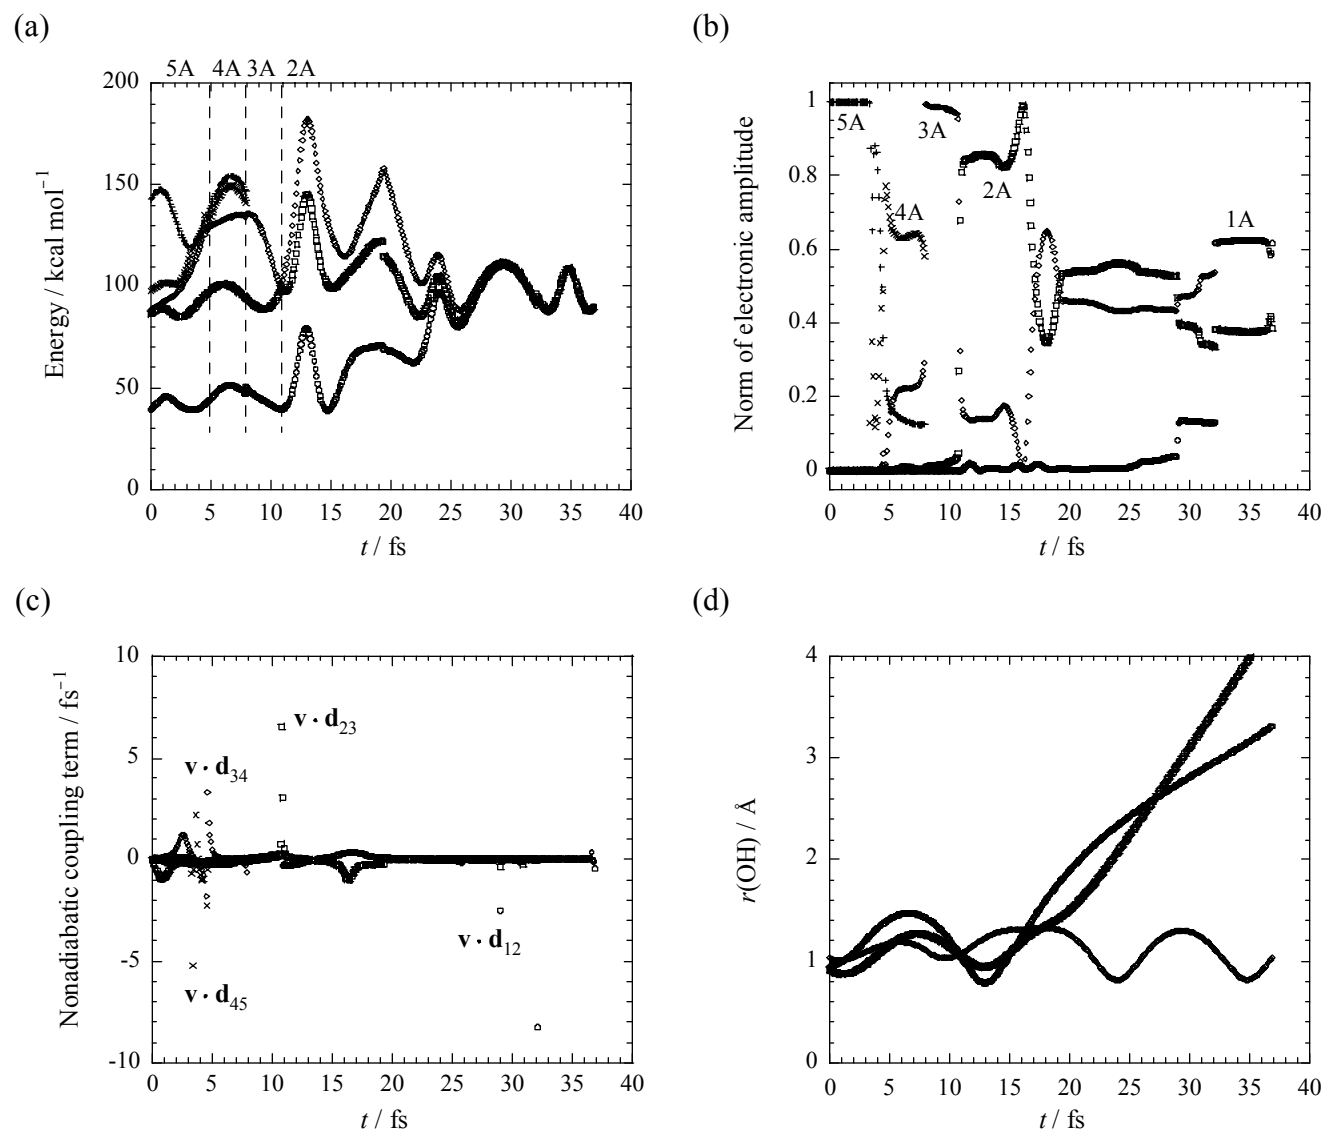 (a)
5A 4A 3A 2A
200
150
100
50
0
Energy / kcal mol⁻¹
0 5 10 15 20 25 30 35 40
t / fs
(b)
1
0.8
0.6
0.4
0.2
0
Norm of electronic amplitude
5A
3A
4A
2A
1A
0 5 10 15 20 25 30 35 40
t / fs
(c)
10
5
0
-5
-10
Nonadiabatic coupling term / fs⁻¹
v · d₂₃
v · d₃₄
v · d₁₂
v · d₄₅
0 5 10 15 20 25 30 35 40
t / fs
(d)
4
3
2
1
0
r(OH) / Å
0 5 10 15 20 25 30 35 40
t / fs